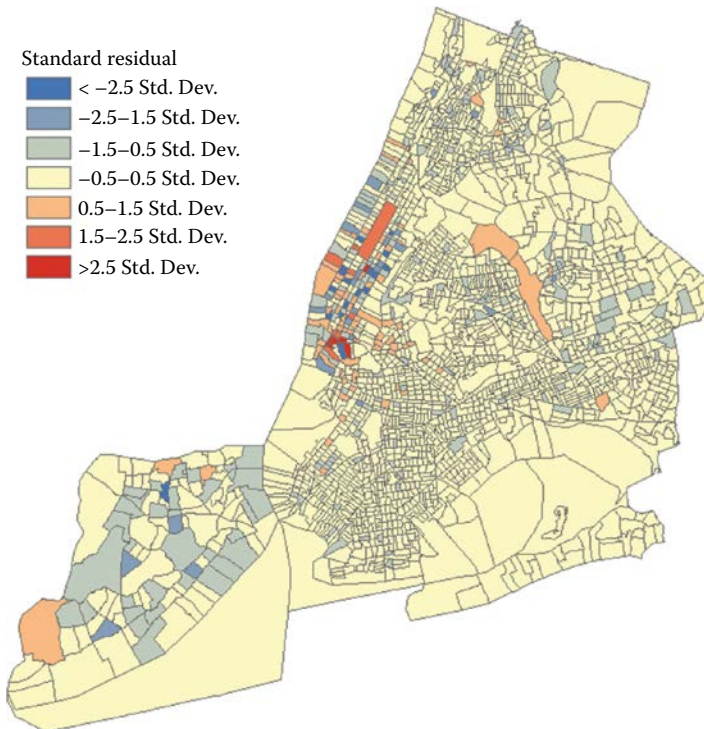 Standard residual
< −2.5 Std. Dev.
−2.5–1.5 Std. Dev.
−1.5–0.5 Std. Dev.
−0.5–0.5 Std. Dev.
0.5–1.5 Std. Dev.
1.5–2.5 Std. Dev.
>2.5 Std. Dev.